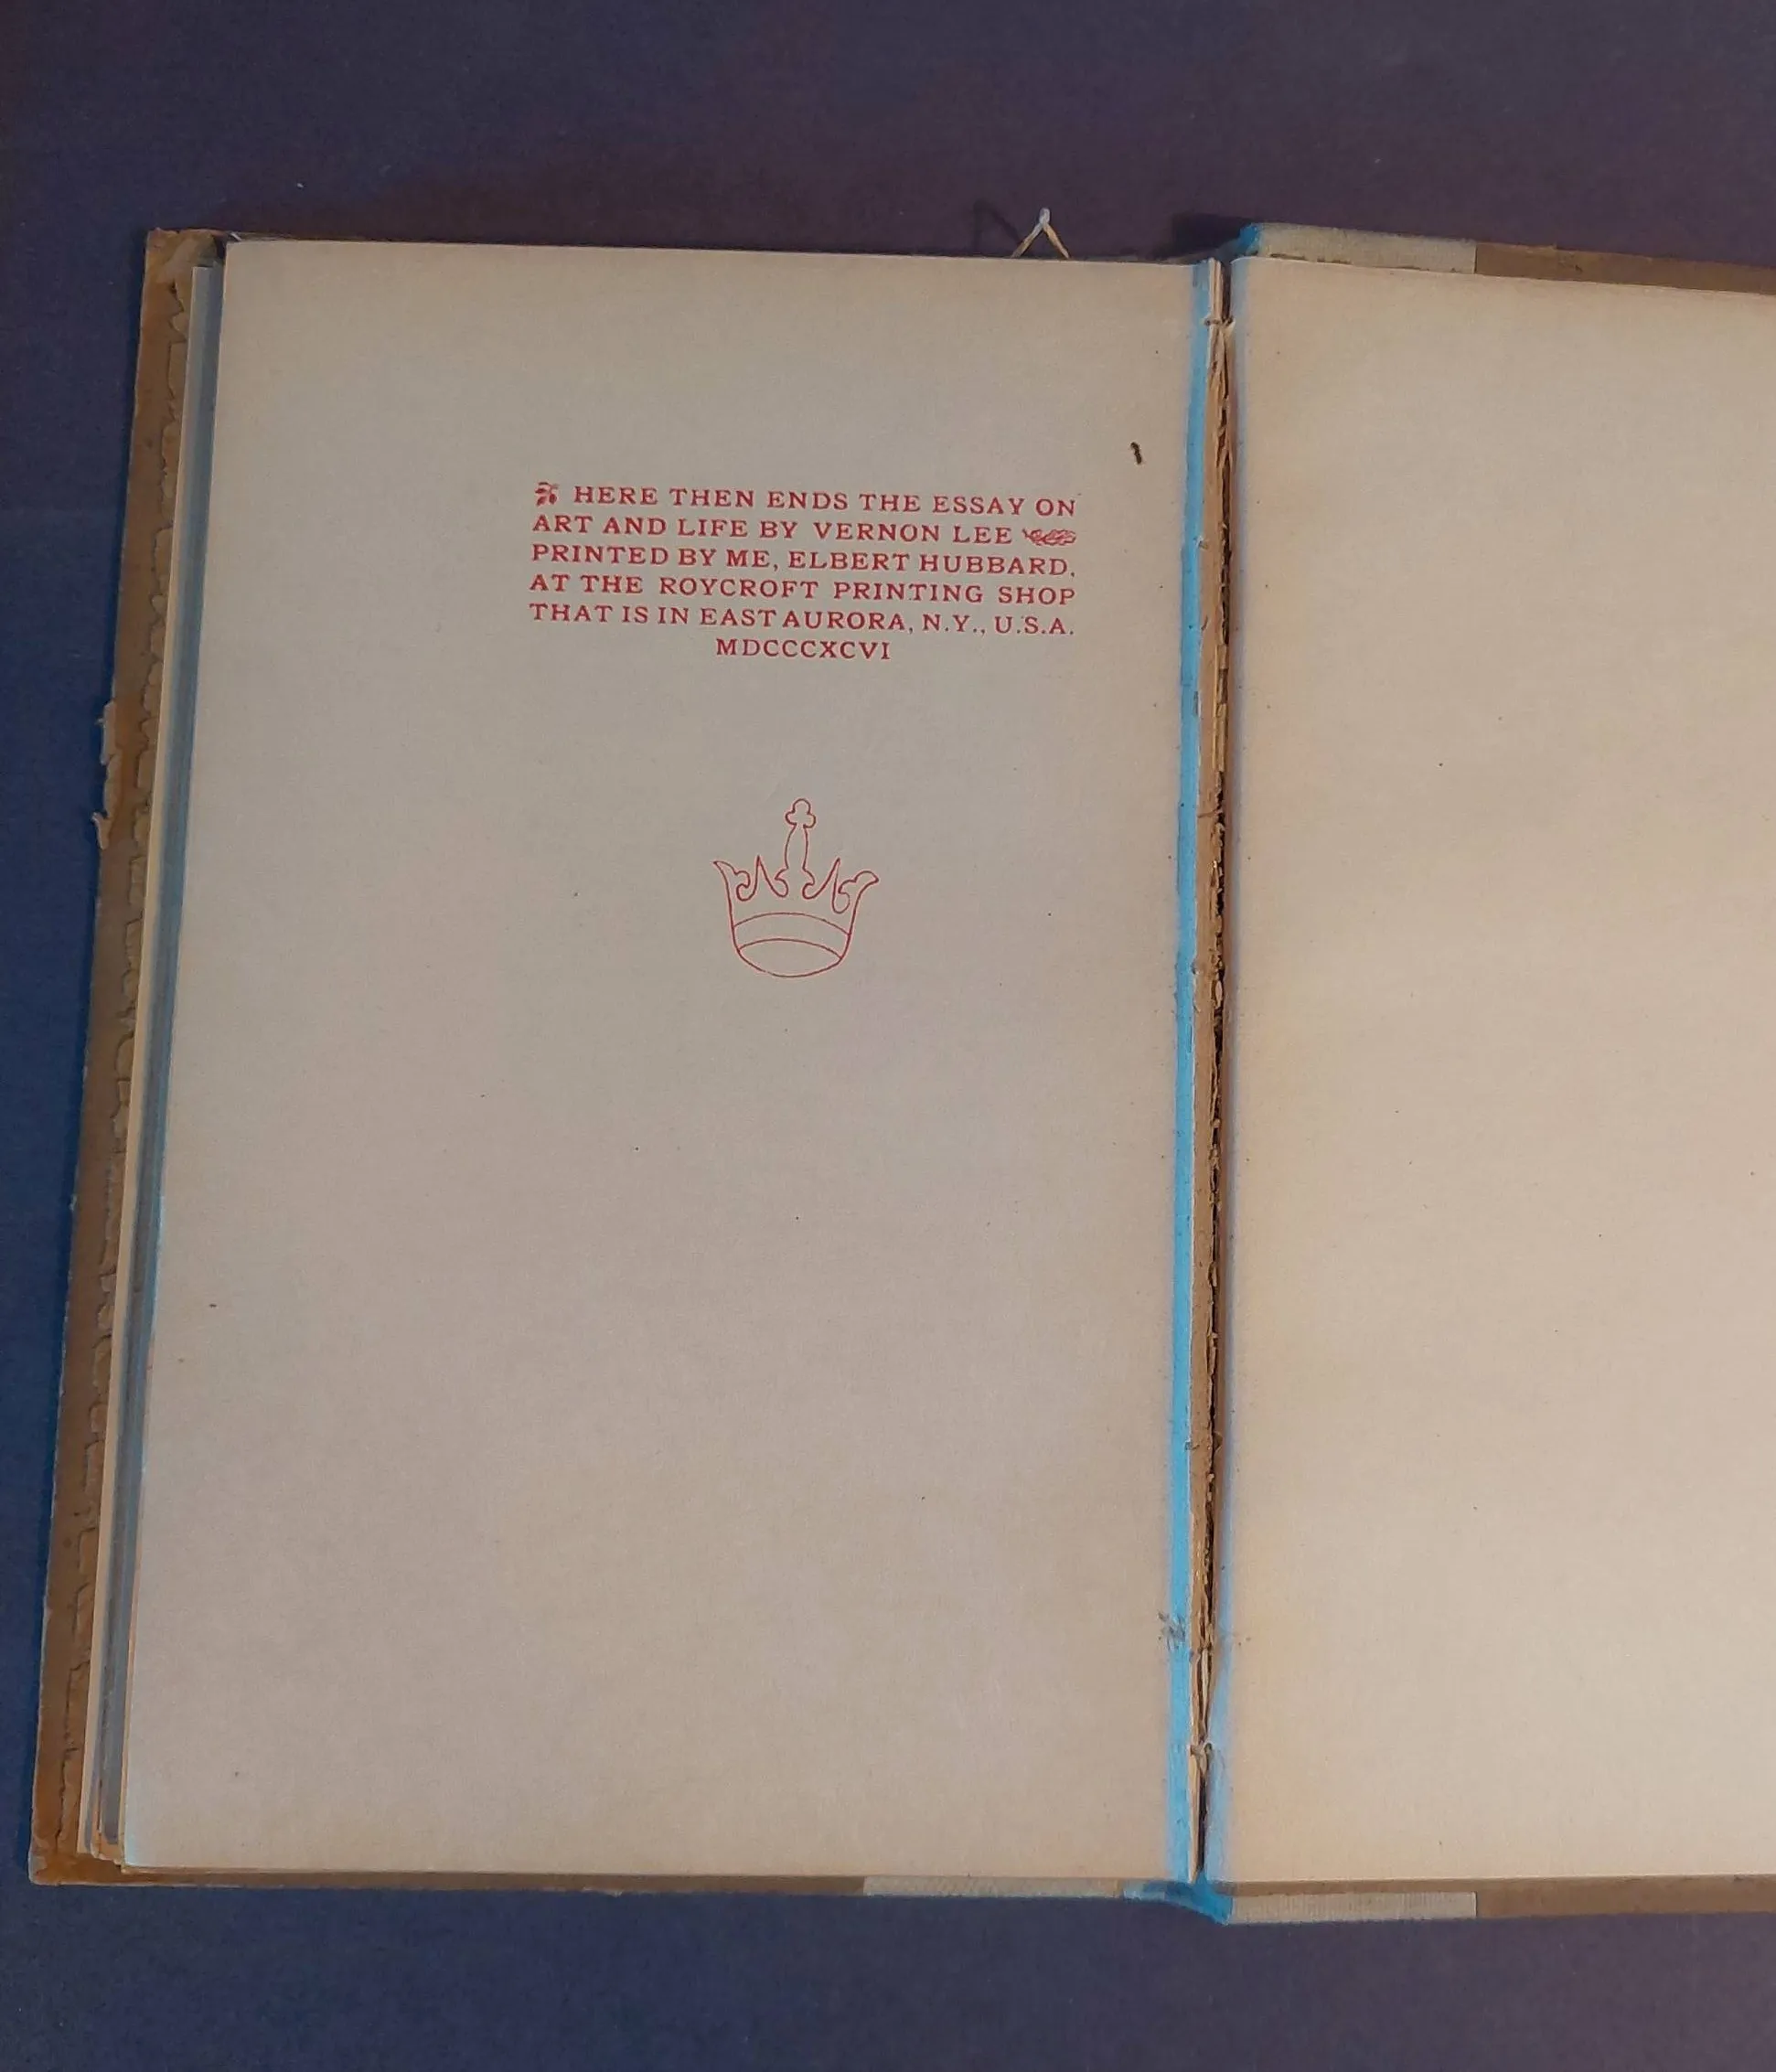 HERE THEN ENDS THE ESSAY ON
ART AND LIFE BY VERNON LEE
PRINTED BY ME, ELBERT HUBBARD,
AT THE ROYCROFT PRINTING SHOP
THAT IS IN EAST AURORA, N.Y., U.S.A.
MDCCCXCVI